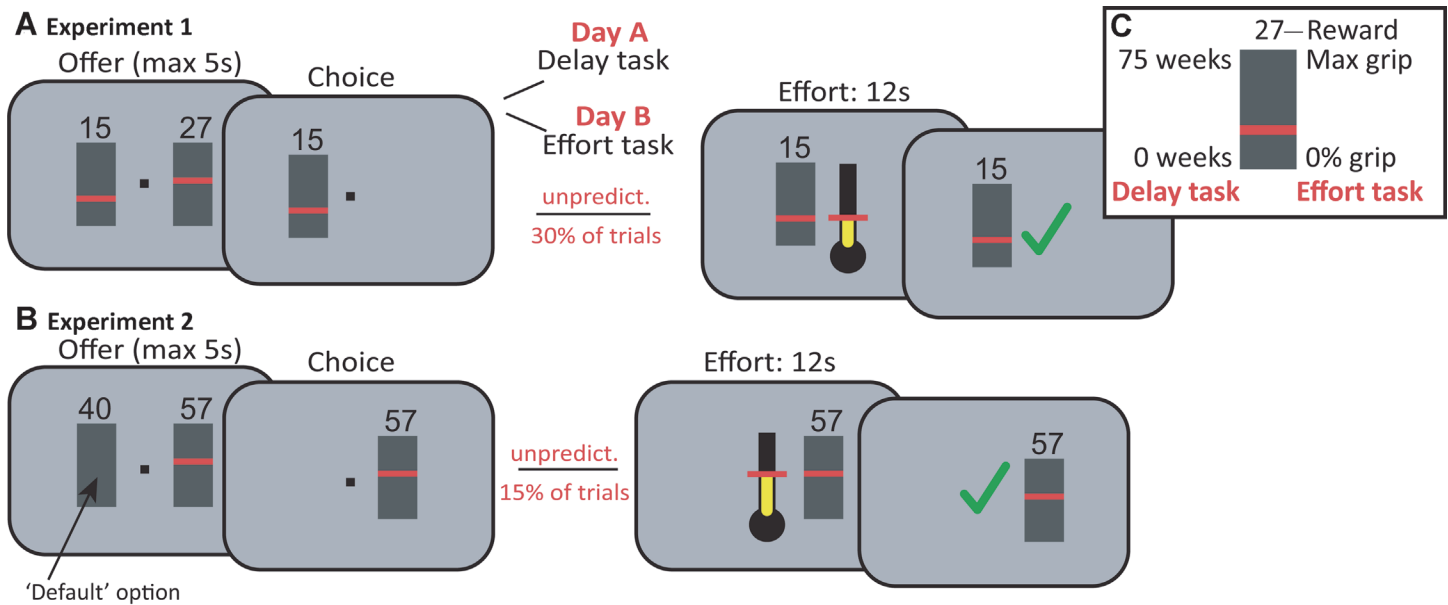 A Experiment 1
Offer (max 5s)
15 27
Choice
15
Day A
Delay task
Day B
Effort task
unpredict.
30% of trials
Effort: 12s
15
15
C
27—Reward
75 weeks Max grip
0 weeks 0% grip
Delay task Effort task
B Experiment 2
Offer (max 5s)
40 57
'Default' option
Choice
57
unpredict.
15% of trials
Effort: 12s
57
57